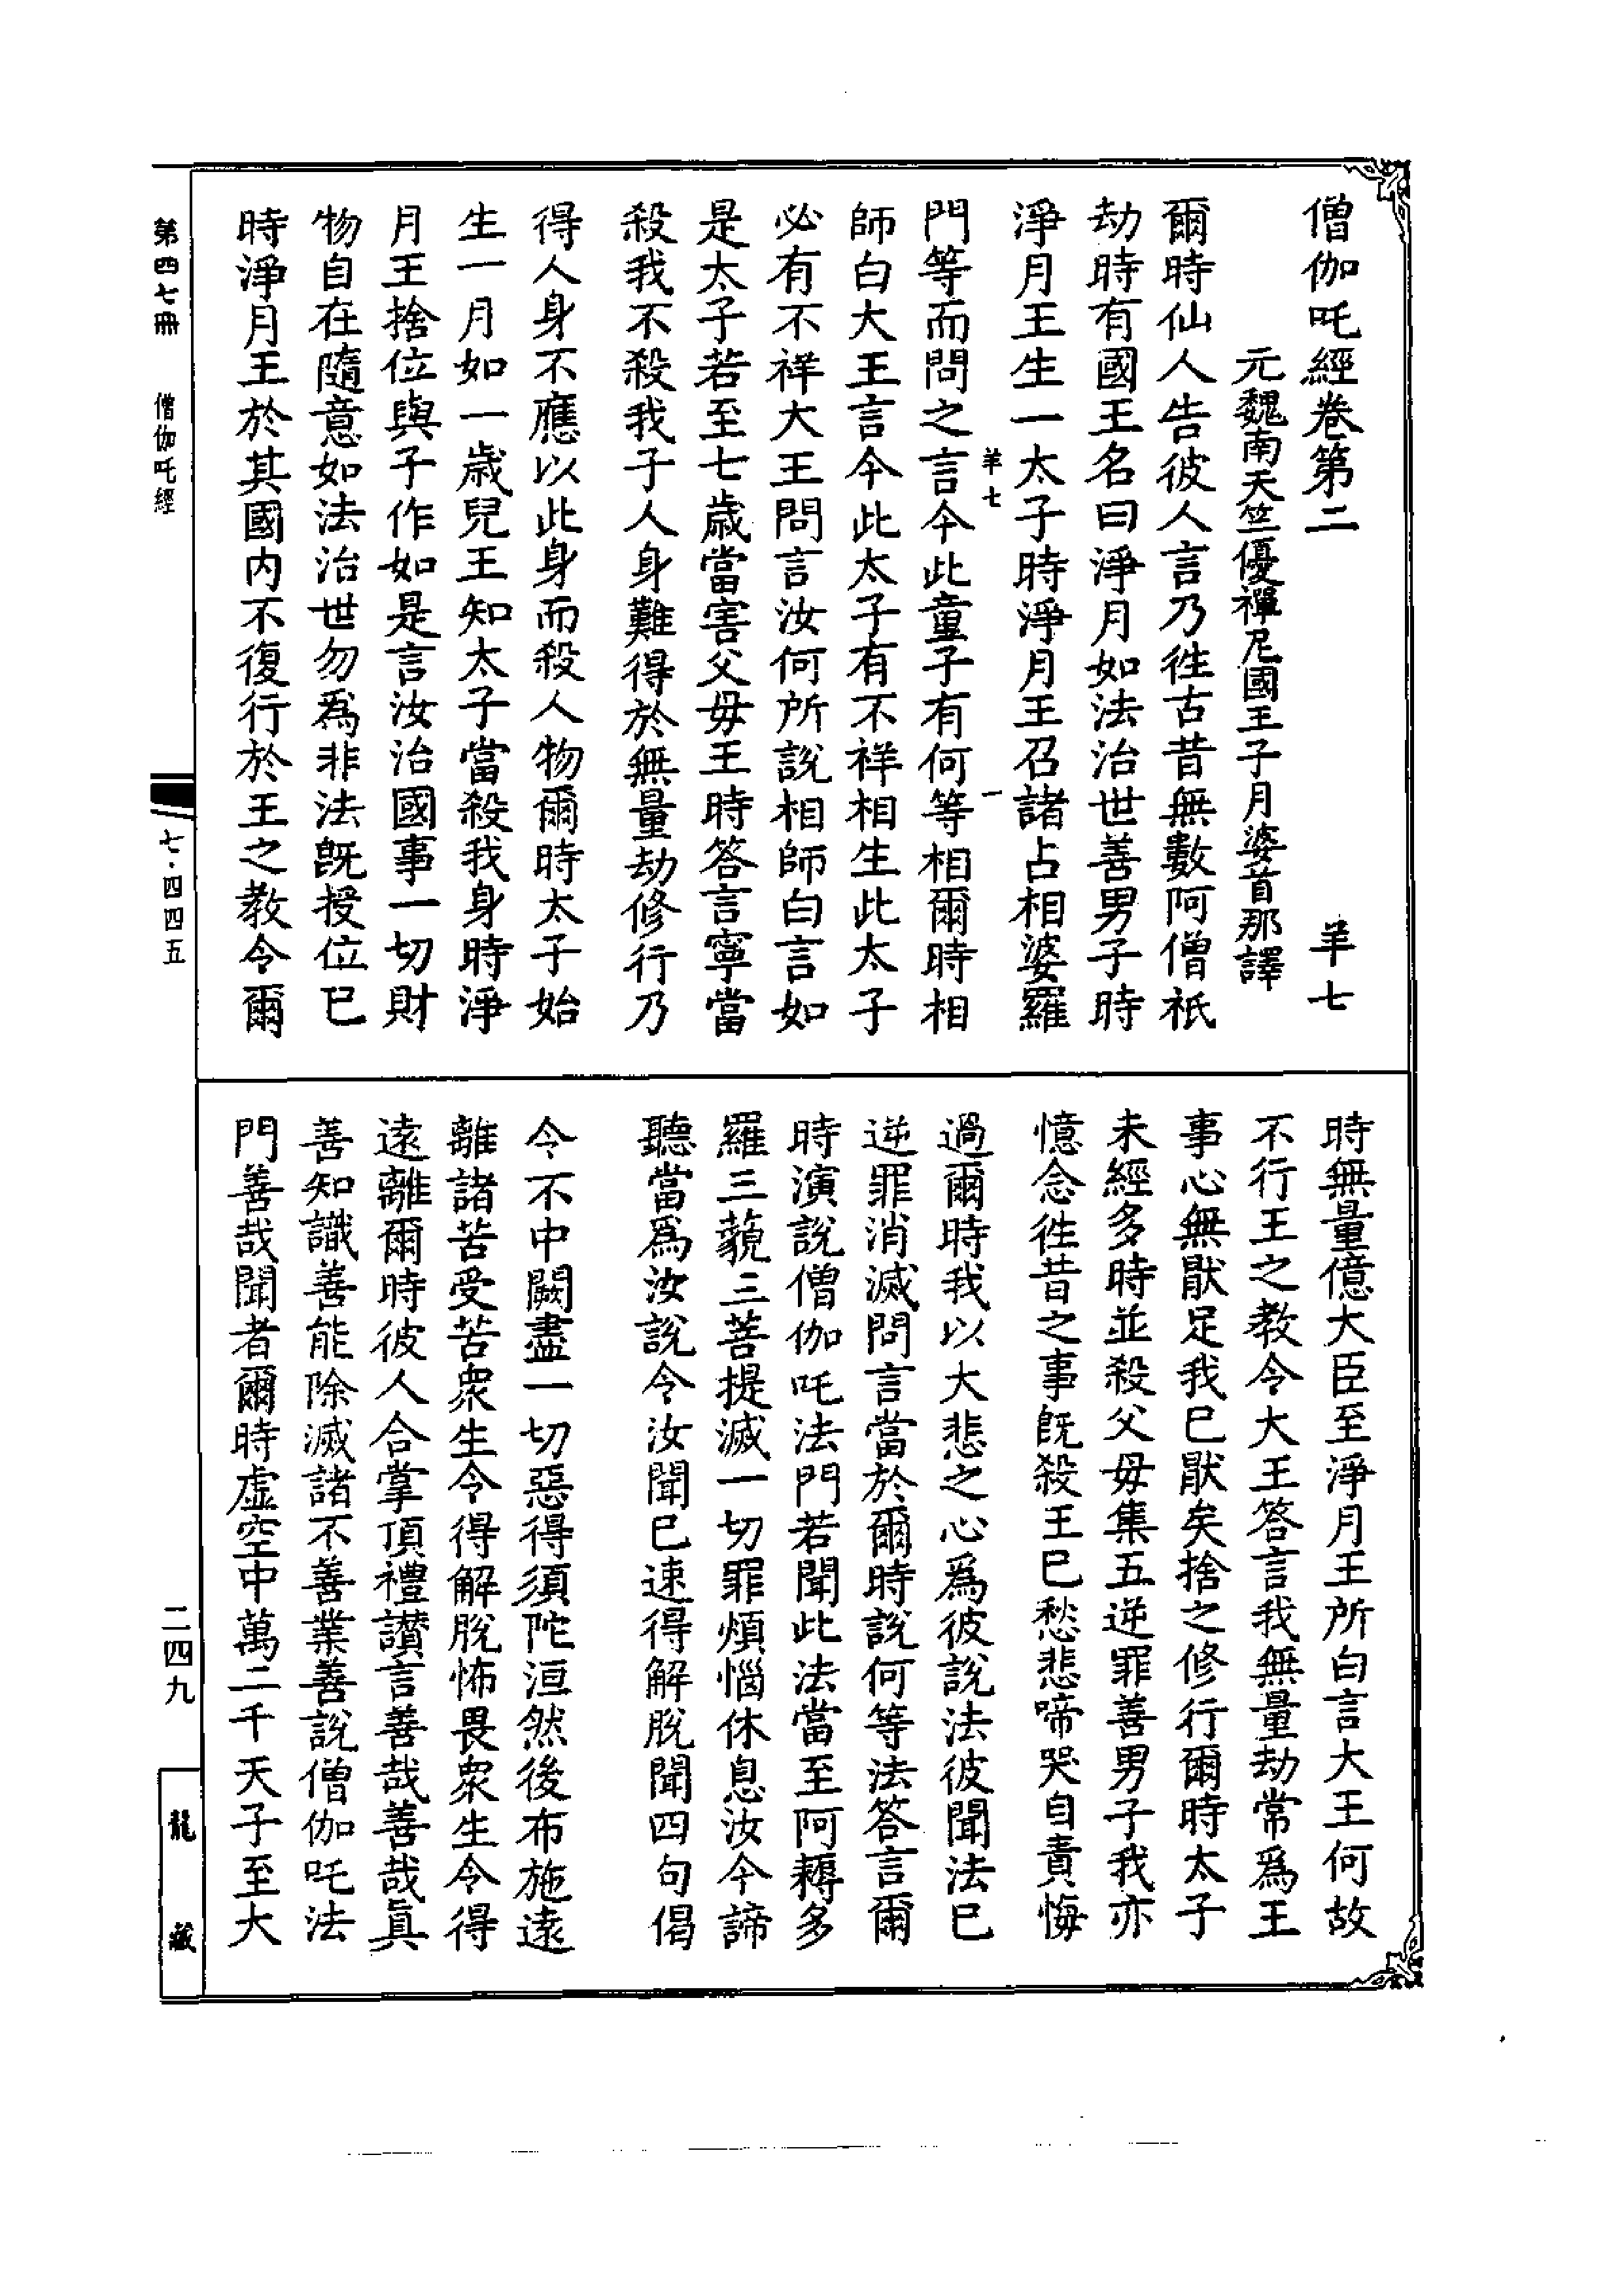 僧伽吒經卷第二　羊七
元魏南天竺優禪尼國王子月婆首那譯
爾時仙人告彼人言乃徃古昔無數阿僧祇
劫時有國王名曰淨月如法治世善男子時
淨月王生一太子時淨月王召諸占相婆羅
羊七　一
門等而問之言今此童子有何等相爾時相
師白大王言今此太子有不祥相生此太子
必有不祥大王問言汝何所説相師白言如
是太子若至七歲當害父母王時答言寧當
殺我不殺我子人身難得於無量劫修行乃
得人身不應以此身而殺人物爾時太子始
生一月如一歲兒王知太子當殺我身時淨
月王捨位與子作如是言汝治國事一切財
物自在隨意如法治世勿爲非法旣授位已
時淨月王於其國内不復行於王之教令爾
時無量億大臣至淨月王所白言大王何故
不行王之教令大王答言我無量劫常爲王
事心無猒足我已猒矣捨之修行爾時太子
未經多時並殺父母集五逆罪善男子我亦
憶念徃昔之事旣殺王已愁悲啼哭自責悔
過爾時我以大悲之心爲彼説法彼聞法已
逆罪消滅問言當於爾時説何等法答言爾
時演説僧伽吒法門若聞此法當至阿耨多
羅三藐三菩提滅一切罪煩惱休息汝今諦
聽當爲汝説令汝聞已速得解脫聞四句偈
令不中闕盡一切惡得須陀洹然後布施遠
離諸苦受苦衆生令得解脫怖畏衆生令得
遠離爾時彼人合掌頂禮讃言善哉善哉眞
善知識善能除滅諸不善業善説僧伽吒法
門善哉聞者爾時虛空中萬二千天子至大
第四七冊　僧伽吒經　七·四四五　二四九　龍藏